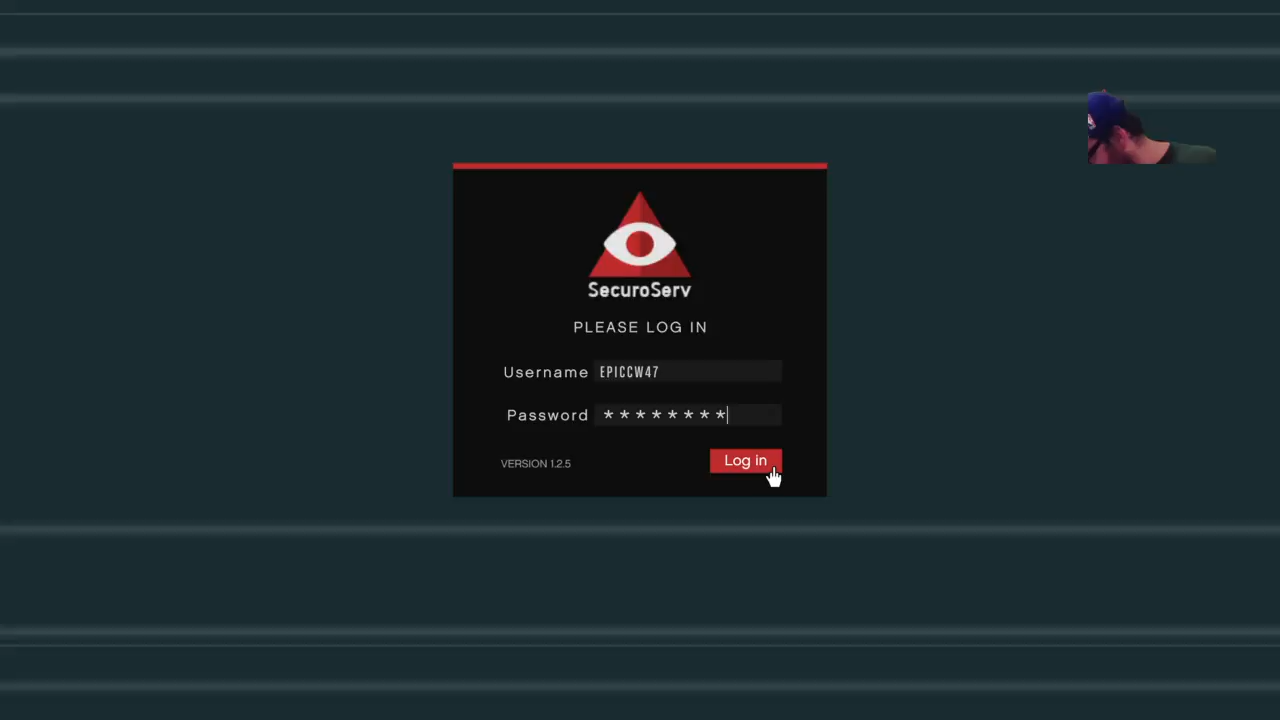 SecuroServ
PLEASE LOG IN
Username EPICCW47
Password ********
VERSION 1.2.5 Log in